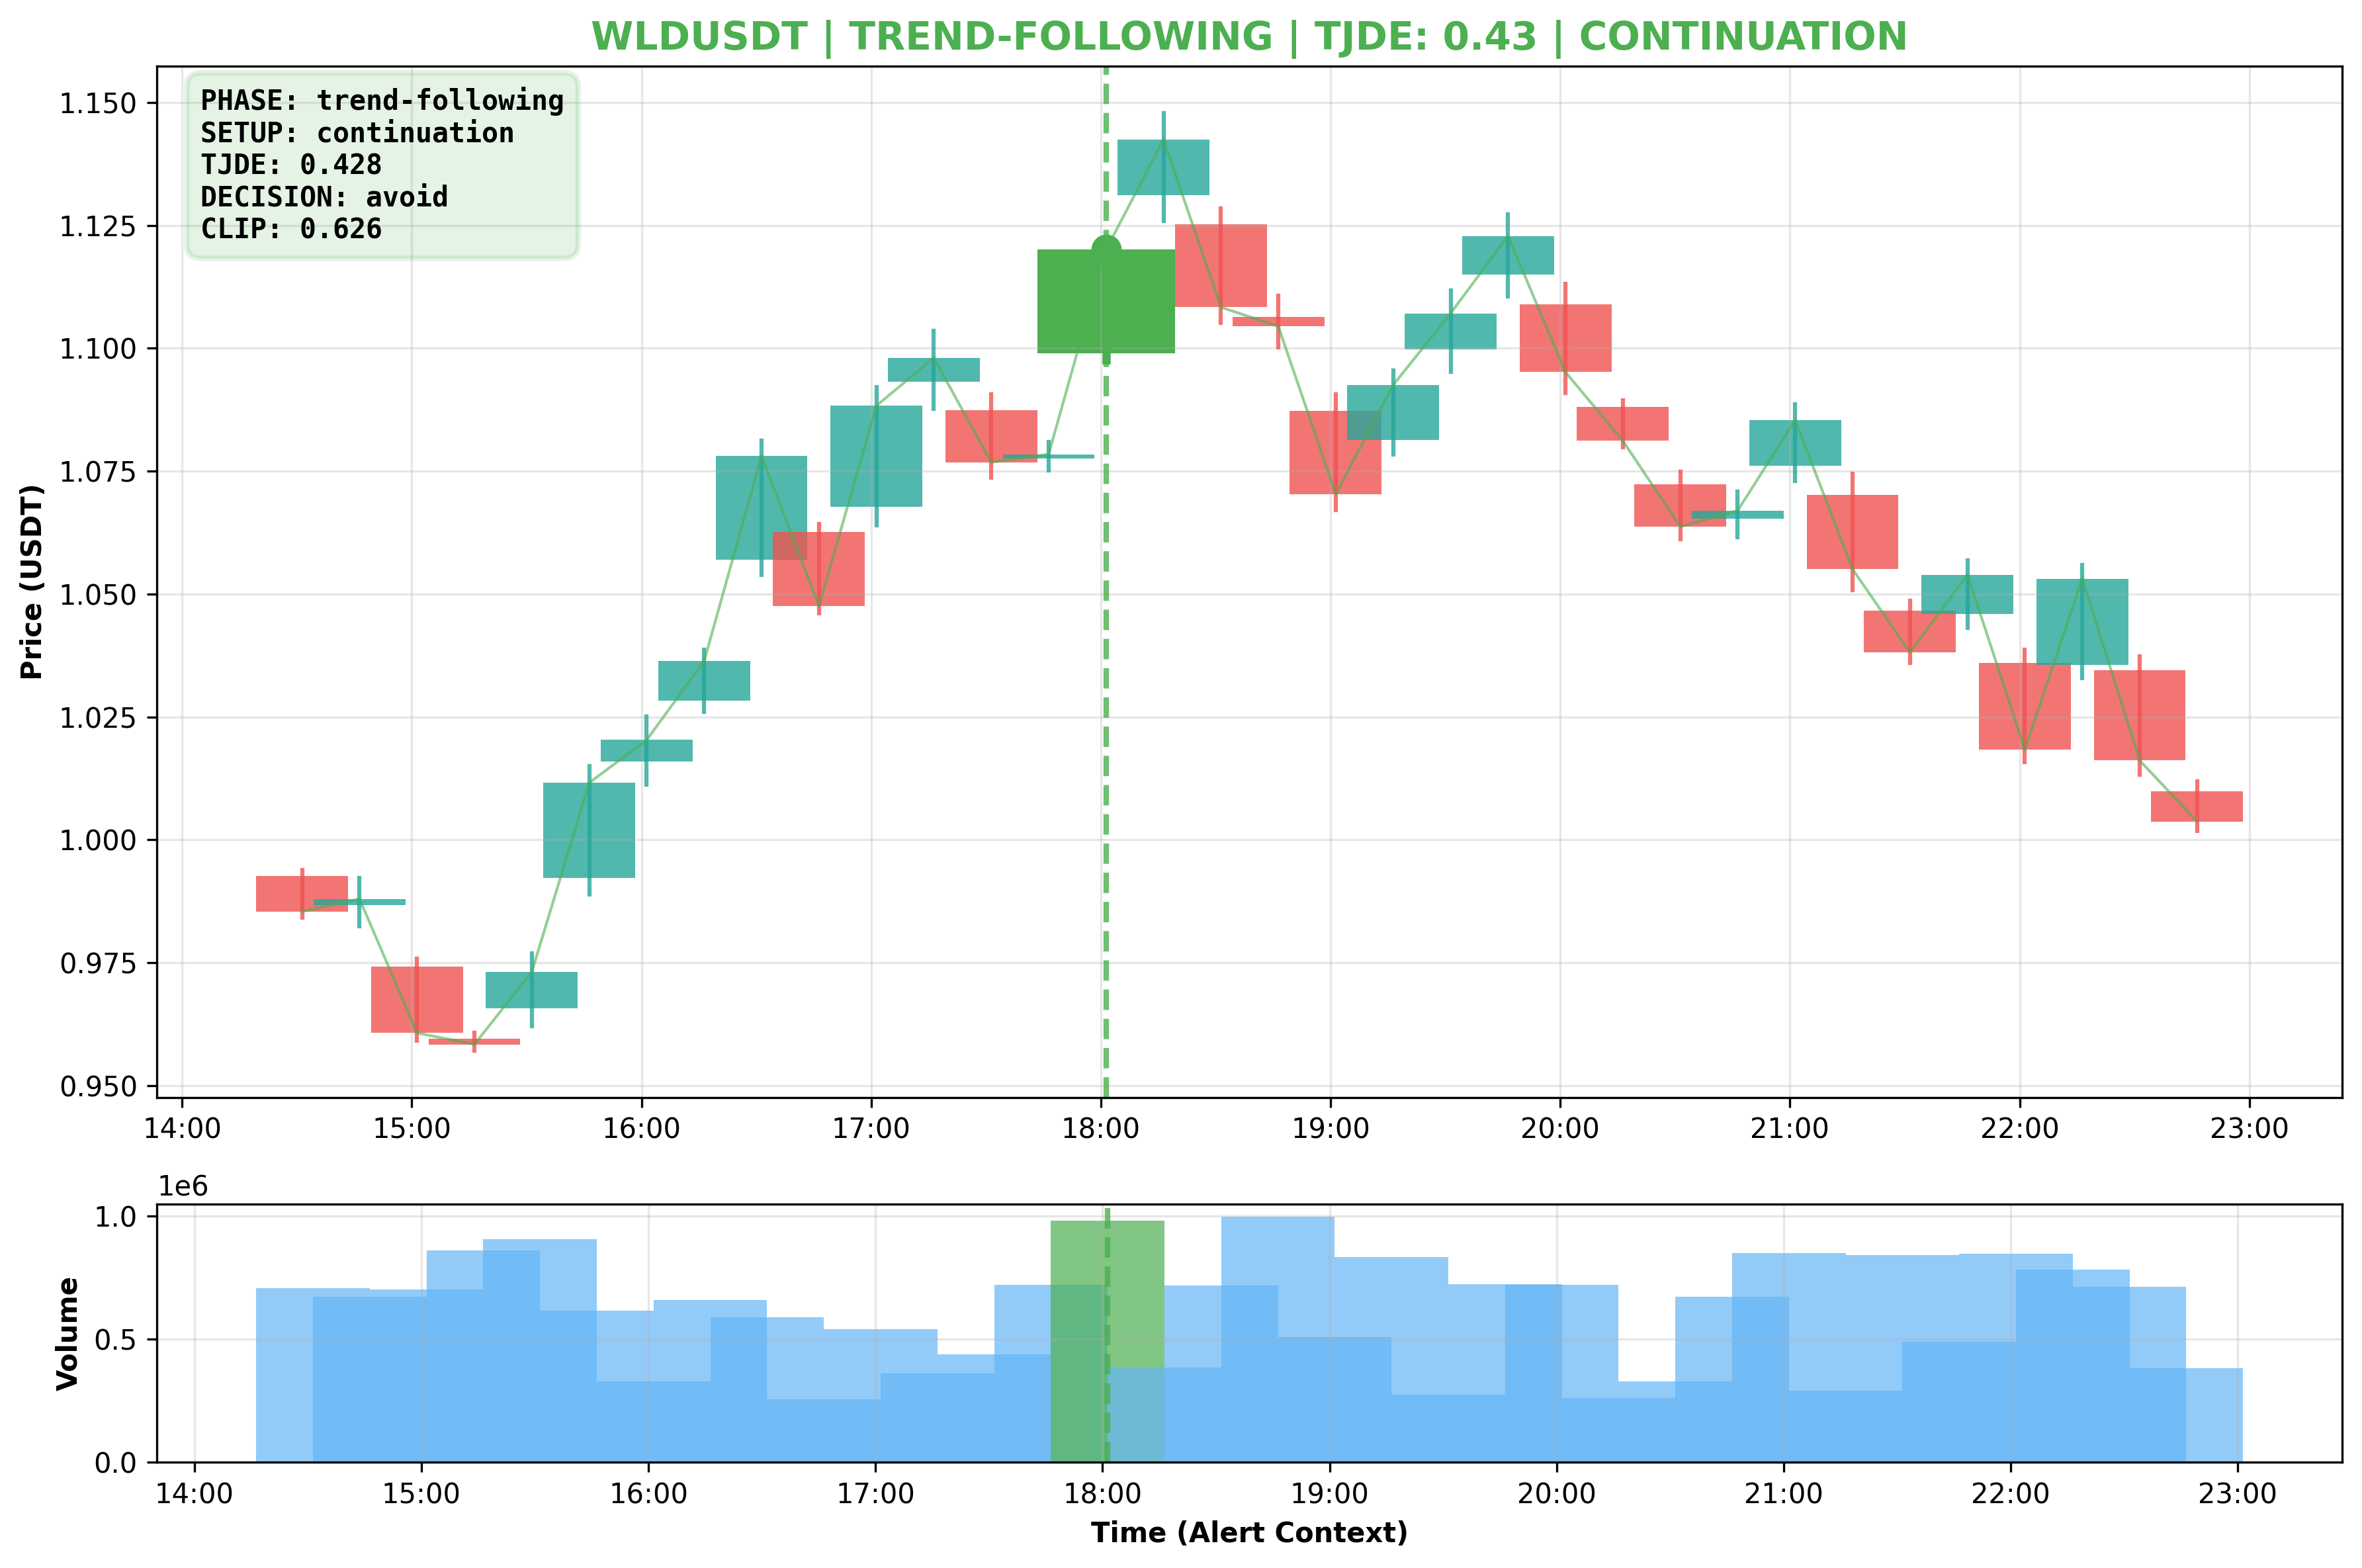 WLDUSDT | TREND-FOLLOWING | TJDE: 0.43 | CONTINUATION
PHASE: trend-following
SETUP: continuation
TJDE: 0.428
DECISION: avoid
CLIP: 0.626
Price (USDT)
1.150
1.125
1.100
1.075
1.050
1.025
1.000
0.975
0.950
14:00 15:00 16:00 17:00 18:00 19:00 20:00 21:00 22:00 23:00
1e6
Volume
1.0
0.5
0.0
14:00 15:00 16:00 17:00 18:00 19:00 20:00 21:00 22:00 23:00
Time (Alert Context)